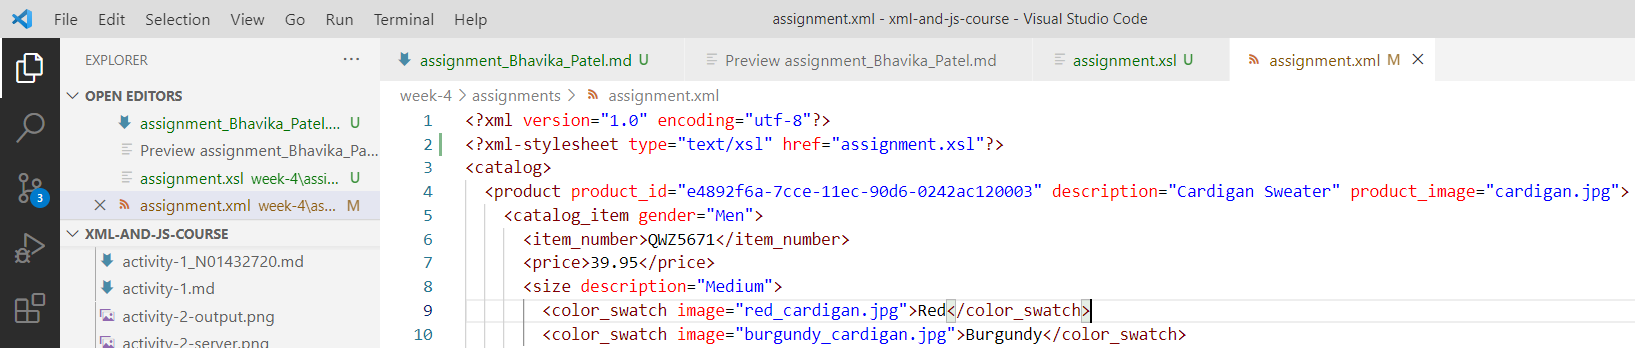 File Edit Selection View Go Run Terminal Help assignment.xml - xml-and-js-course - Visual Studio Code
EXPLORER ···
assignment_Bhavika_Patel.md U Preview assignment_Bhavika_Patel.md assignment.xsl U assignment.xml M
OPEN EDITORS
assignment_Bhavika_Patel.... U
Preview assignment_Bhavika_Pa...
assignment.xsl week-4\assi... U
assignment.xml week-4\as... M
3
XML-AND-JS-COURSE
activity-1_N01432720.md
activity-1.md
activity-2-output.png
activity-2-server.png
week-4 > assignments > assignment.xml
1 <?xml version="1.0" encoding="utf-8"?>
2 <?xml-stylesheet type="text/xsl" href="assignment.xsl"?>
3 <catalog>
4 <product product_id="e4892f6a-7cce-11ec-90d6-0242ac120003" description="Cardigan Sweater" product_image="cardigan.jpg">
5 <catalog_item gender="Men">
6 <item_number>QWZ5671</item_number>
7 <price>39.95</price>
8 <size description="Medium">
9 <color_swatch image="red_cardigan.jpg">Red</color_swatch>
10 <color_swatch image="burgundy_cardigan.jpg">Burgundy</color_swatch>